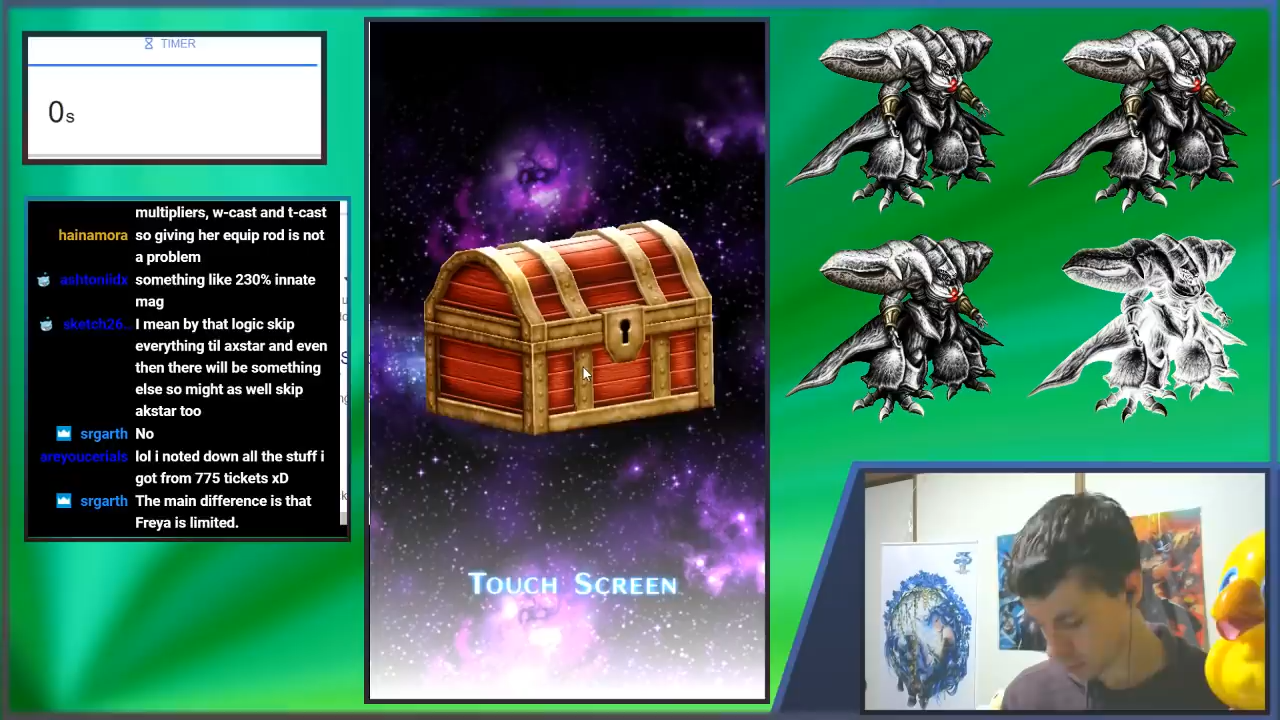 TIMER
0s
multipliers, w-cast and t-cast
hainamora so giving her equip rod is not
a problem
ashtoniidx something like 230% innate
mag
sketch26.. I mean by that logic skip
everything til axstar and even
then there will be something
else so might as well skip
akstar too
srgarth No
areyoucerials lol i noted down all the stuff i
got from 775 tickets xD
srgarth The main difference is that
Freya is limited.
TOUCH SCREEN